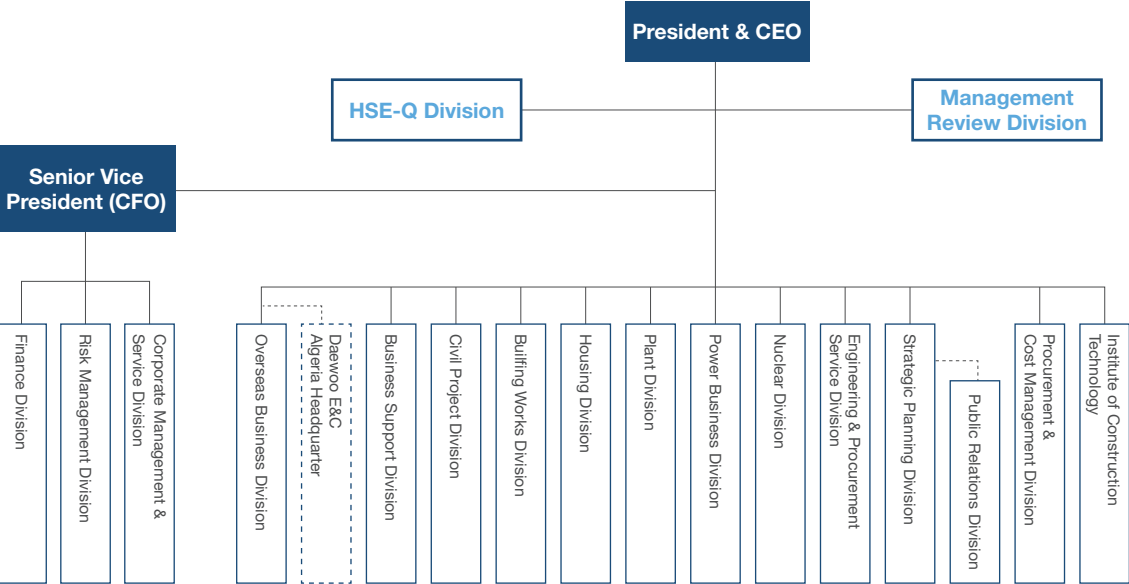 President & CEO
HSE-Q Division
Management
Review Division
Senior Vice
President (CFO)
Finance Division
Risk Management Division
Corporate Management &
Service Division
Overseas Business Division
Daewoo E&C
Algeria Headquarter
Business Support Division
Civil Project Division
Builfing Works Division
Housing Division
Plant Division
Power Business Division
Nuclear Division
Engineering & Procurement
Service Division
Strategic Planning Division
Public Relations Division
Procurement &
Cost Management Division
Institute of Construction
Technology